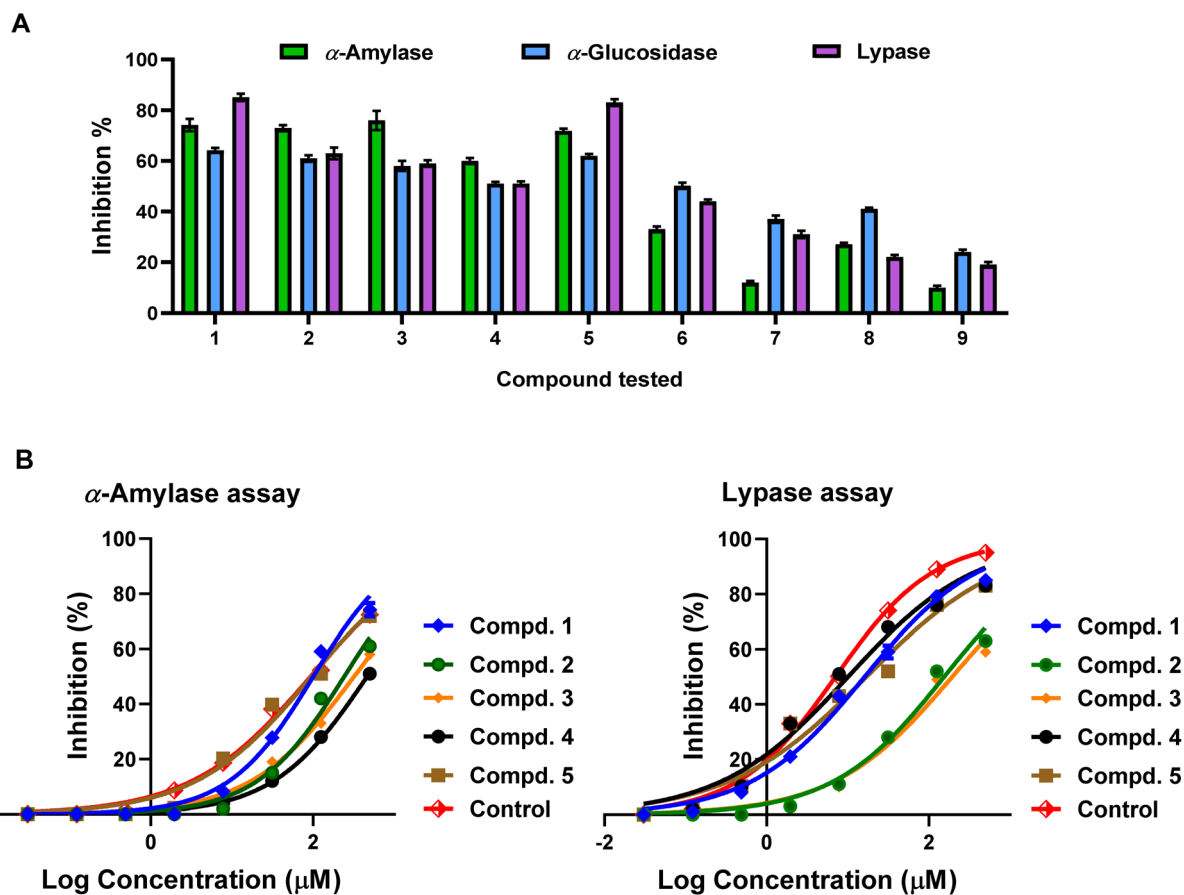 A
α-Amylase α-Glucosidase Lypase
100
80
60
40
20
0
Inhibition %
1 2 3 4 5 6 7 8 9
Compound tested
B
α-Amylase assay
100
80
60
40
20
Inhibition (%)
0 2
Log Concentration (μM)
Compd. 1
Compd. 2
Compd. 3
Compd. 4
Compd. 5
Control
Lypase assay
100
80
60
40
20
Inhibition (%)
-2 0 2
Log Concentration (μM)
Compd. 1
Compd. 2
Compd. 3
Compd. 4
Compd. 5
Control